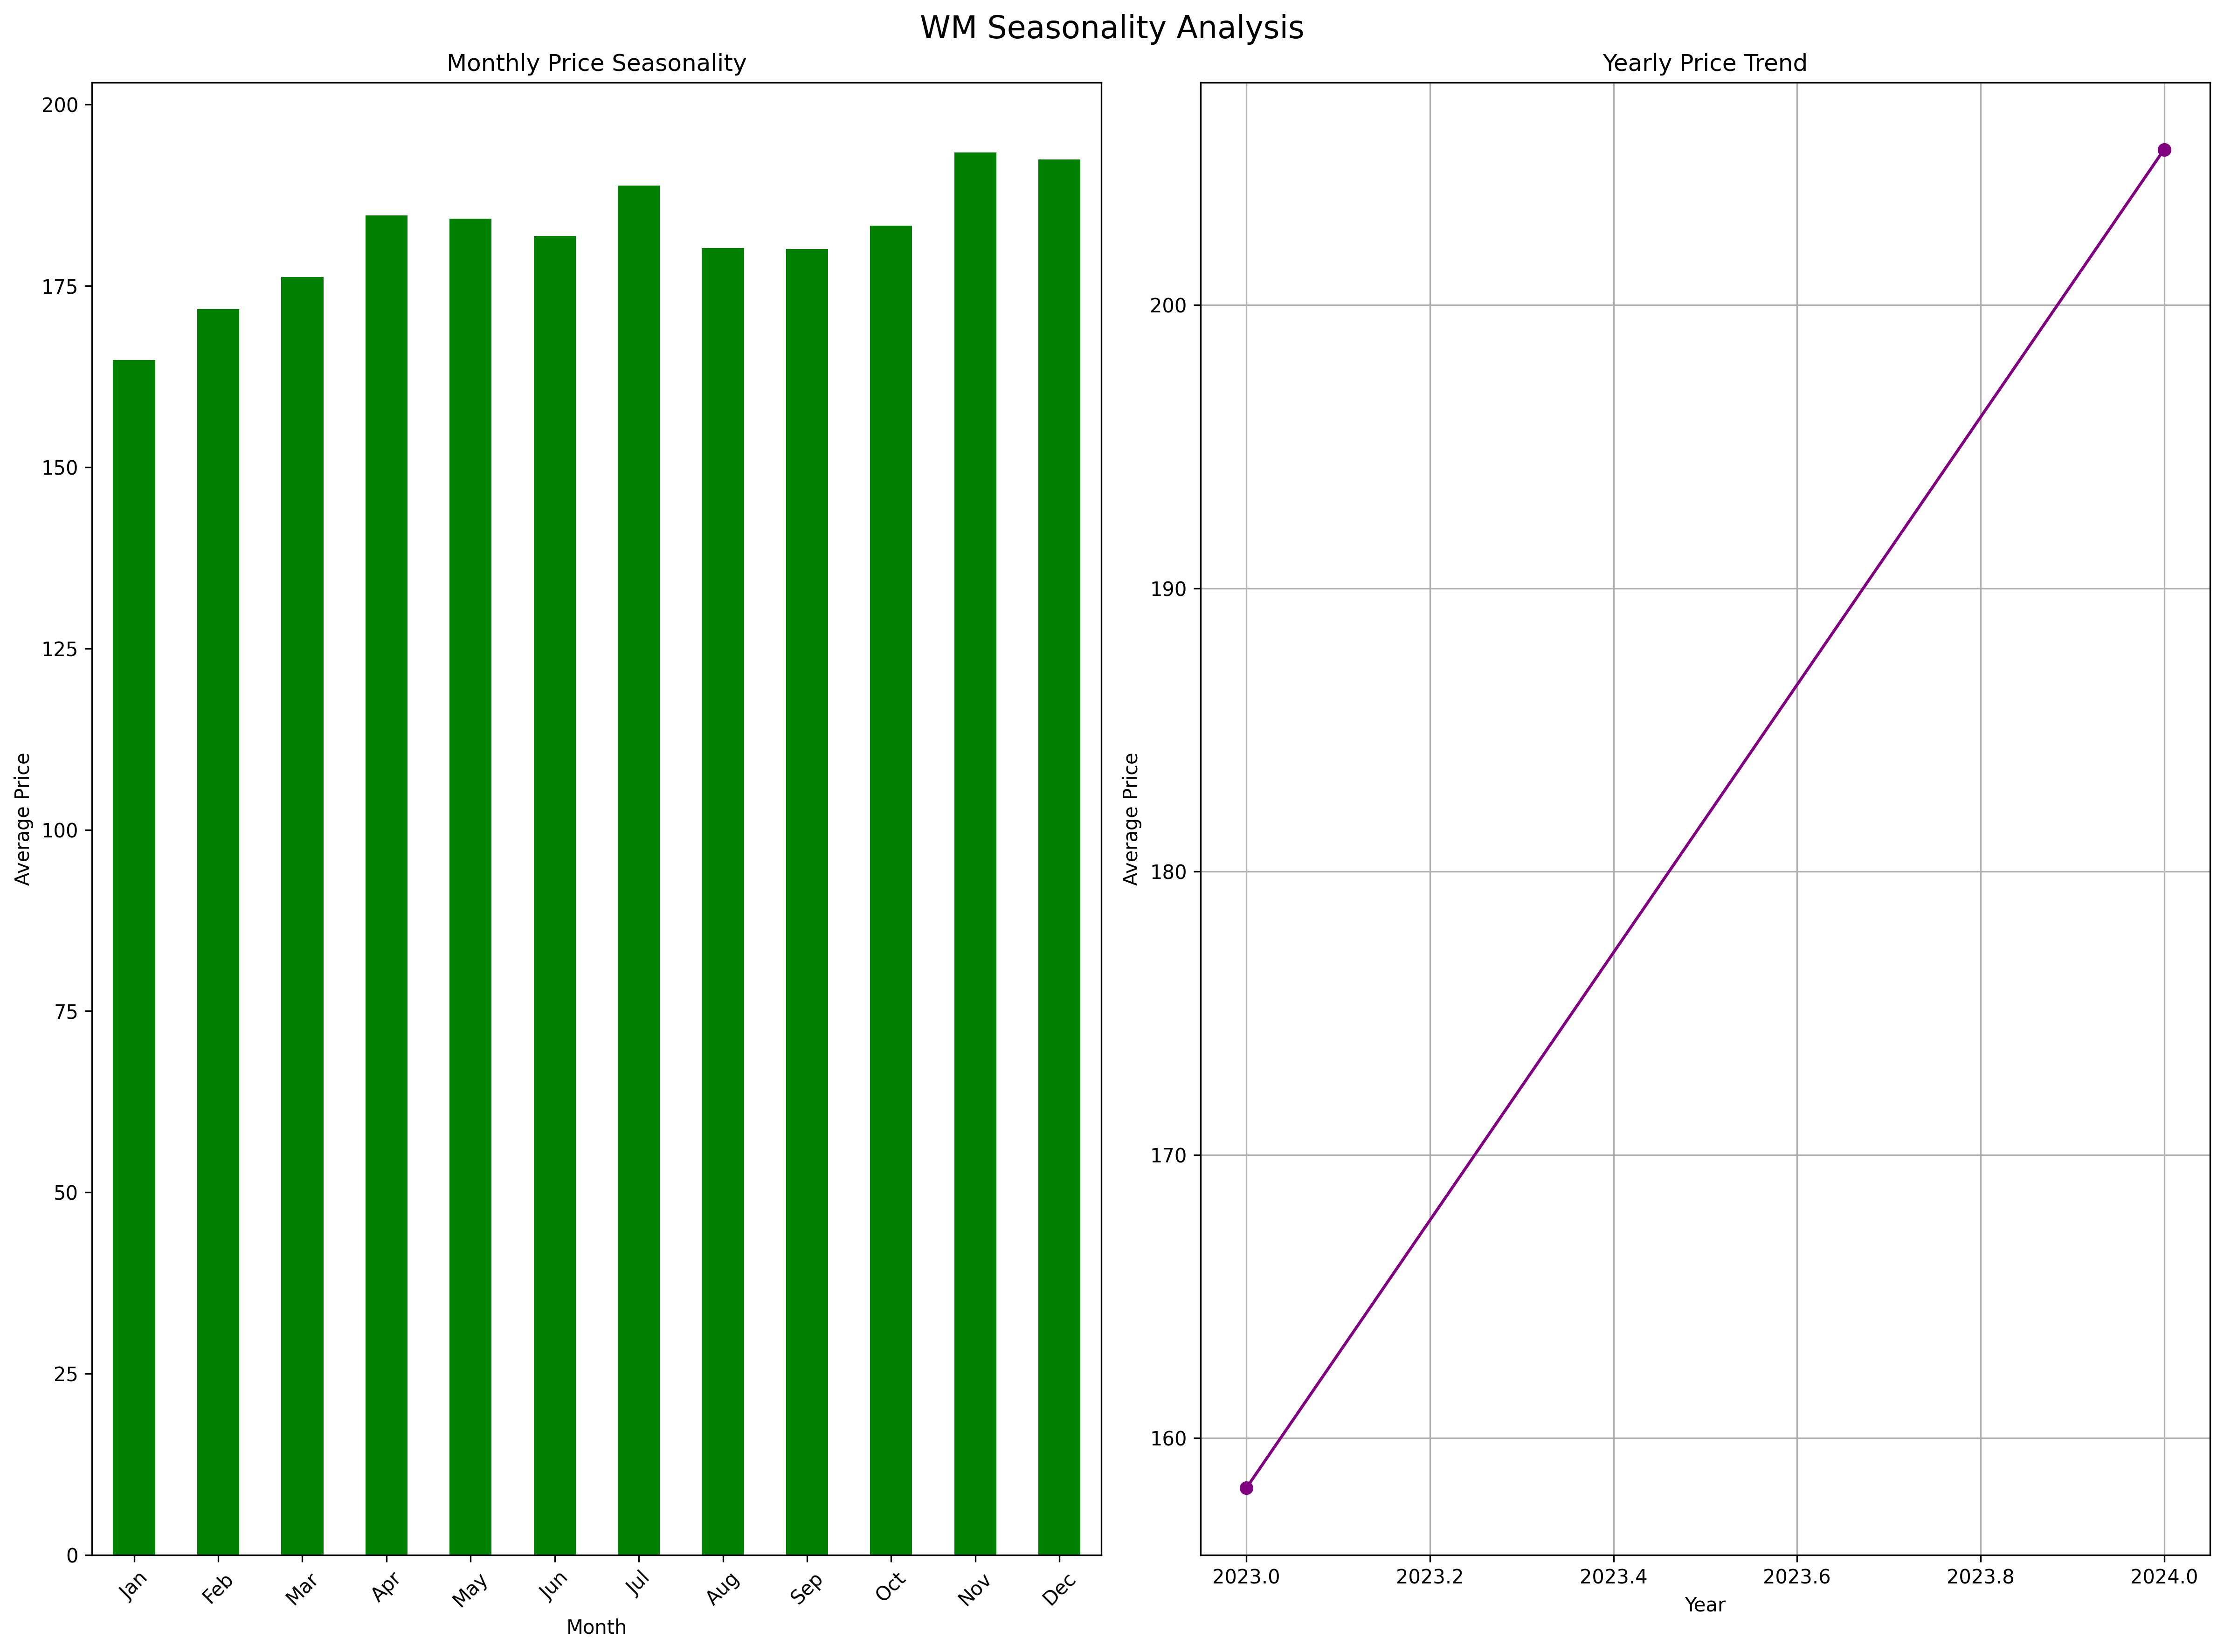 WM Seasonality Analysis
Monthly Price Seasonality
Average Price
200
175
150
125
100
75
50
25
0
Jan
Feb
Mar
Apr
May
Jun
Jul
Aug
Sep
Oct
Nov
Dec
Month
Yearly Price Trend
Average Price
200
190
180
170
160
2023.0
2023.2
2023.4
2023.6
2023.8
2024.0
Year